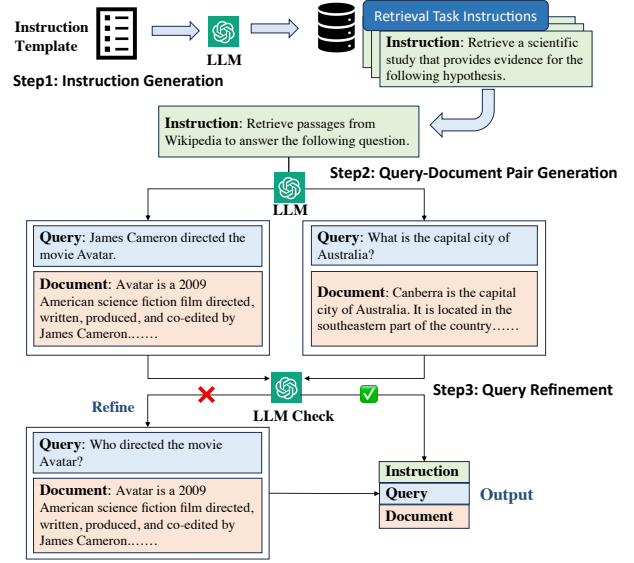 Instruction
Template
LLM
Retrieval Task Instructions
Instruction: Retrieve a scientific
study that provides evidence for the
following hypothesis.
Step1: Instruction Generation
Instruction: Retrieve passages from
Wikipedia to answer the following
question.
Step2: Query-Document Pair Generation
LLM
Query: James Cameron directed the
movie Avatar.
Document: Avatar is a 2009
American science fiction film directed,
written, produced, and co-edited by
James Cameron.……
Query: What is the capital city of
Australia?
Document: Canberra is the capital
city of Australia. It is located in the
southeastern part of the country……
Step3: Query Refinement
Refine
LLM Check
Query: Who directed the movie
Avatar?
Document: Avatar is a 2009
American science fiction film directed,
written, produced, and co-edited by
James Cameron.……
Instruction
Query
Document
Output